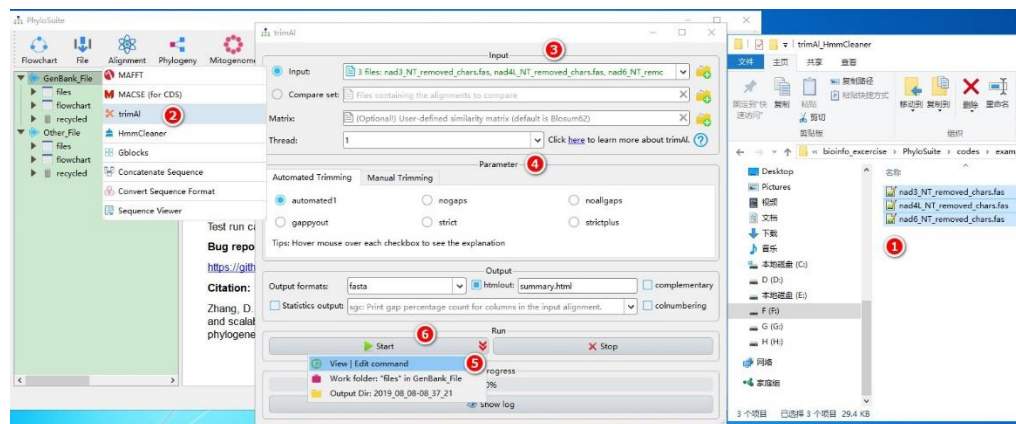 PhyloSuite
Flowchart File Alignment Phylogeny Mitogenome
GenBank_File
files
flowchart
recycled
Other_File
files
flowchart
recycled
MAFFT
MACSE (for CDS)
trimAl
2
HmmCleaner
Gblocks
Concatenate Sequence
Convert Sequence Format
Sequence Viewer
Test run ca
Bug repo
https://gith
Citation:
Zhang, D.
and scalab
phylogene
trimAl
Input
3
Input: 3 files: nad3_NT_removed_chars.fas, nad4L_NT_removed_chars.fas, nad6_NT_remc
Compare set: Files containing the alignments to compare
Matrix: (Optional!) User-defined similarity matrix (default is Blosum62)
Thread: 1 Click here to learn more about trimAl.
Parameter
4
Automated Trimming Manual Trimming
automated1 nogaps noallgaps
gappyout strict strictplus
Tips: Hover mouse over each checkbox to see the explanation
Output
Output formats: fasta htmlout: summary.html complementary
Statistics output: sgc: Print gap percentage count for columns in the input alignment. colnumbering
Run
6
Start Stop
5
View | Edit command
Work folder: "files" in GenBank_File
Output Dir: 2019_08_08-08_37_21
rogress
0%
show log
trimAl_HmmCleaner
文件 主页 共享 查看
复制 粘贴
复制路径
粘贴快捷方式
剪切
移动到 复制到 删除 重命名
剪贴板 组织
« bioinfo_excercise › PhyloSuite › codes › exam
Desktop
Pictures
视频
文档
下载
音乐
本地磁盘 (C:)
D (D:)
本地磁盘 (E:)
F (F:)
G (G:)
H (H:)
网络
家庭组
名称
nad3_NT_removed_chars.fas
nad4L_NT_removed_chars.fas
nad6_NT_removed_chars.fas
1
3 个项目 已选择 3 个项目 29.4 KB